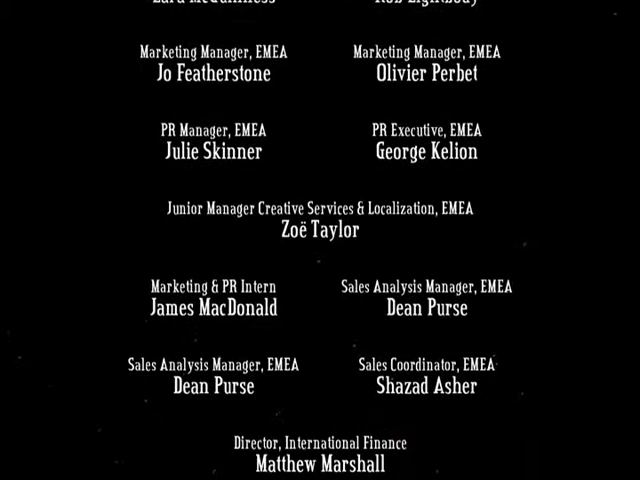 Marketing Manager, EMEA Marketing Manager, EMEA
Jo Featherstone Olivier Perbet
PR Manager, EMEA PR Executive, EMEA
Julie Skinner George Kelion
Junior Manager Creative Services & Localization, EMEA
Zoë Taylor
Marketing & PR Intern Sales Analysis Manager, EMEA
James MacDonald Dean Purse
Sales Analysis Manager, EMEA Sales Coordinator, EMEA
Dean Purse Shazad Asher
Director, International Finance
Matthew Marshall